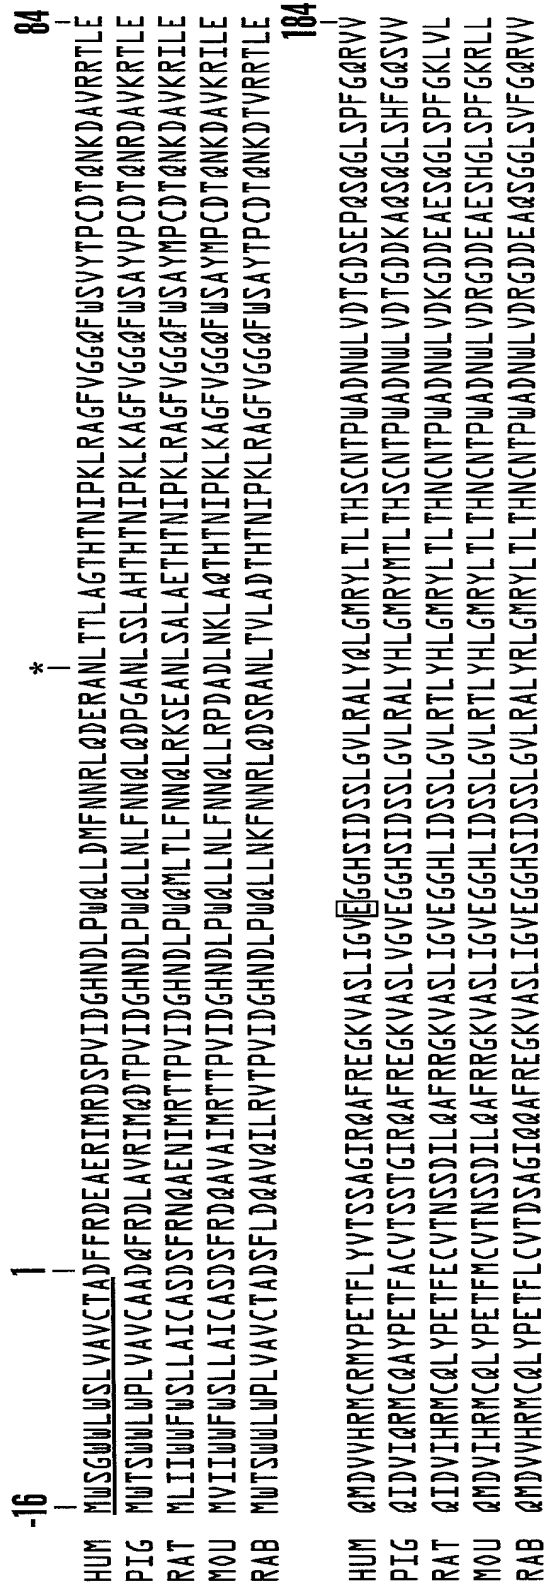 -16 1 * 84
HUM MWSGWWLWSLVAVCTADFFRDEAERIMRDSPVIDGHNDLPWQLLDMFNNRLQDERANLTTLAGTHTNIPKLRAGFVGGQFWSVYTPCDTQNKDAVRRTLE
PIG MWTSWWLWPLVAVCAADQFRDLAVRIMQDTPVIDGHNDLPWQLLNLFNNQLQDPGANLSSLAHTHTNIPKLKAGFVGGQFWSAYVPCDTQNRDAVKRTLE
RAT MLIIWWFWSLLAICASDSFRNQAENIMRTTPVIDGHNDLPWQMLTLFNNQLRKSEANLSALAETHTNIPKLRAGFVGGQFWSAYMPCDTQNKDAVKRILE
MOU MVIIWWFWSLLAICASDSFRDQAVAIMRTTPVIDGHNDLPWQLLNLFNNQLLRPDADLNKLAQTHTNIPKLKAGFVGGQFWSAYMPCDTQNKDAVKRILE
RAB MWTSWWLWPLVAVCTADSFLDQAVQILRVTPVIDGHNDLPWQLLNKFNNRLQDSRANLTVLADTHTNIPKLRAGFVGGQFWSAYTPCDTQNKDTVRRTLE
184
HUM QMDVVHRMCRMYPETFLYVTSSAGIRQAFREGKVASLIGVEGGHSIDSSLGVLRALYQLGMRYLTLTHSCNTPWADNWLVDTGDSEPQSQGLSPFGQRVV
PIG QIDVIQRMCQAYPETFACVTSSTGIRQAFREGKVASLVGVEGGHSIDSSLGVLRALYHLGMRYMTLTHSCNTPWADNWLVDTGDDKAQSQGLSHFGQSVV
RAT QIDVIHRMCQLYPETFECVTNSSDILQAFRRGKVASLIGVEGGHLIDSSLGVLRTLYHLGMRYLTLTHNCNTPWADNWLVDKGDDEAESQGLSPFGKLVL
MOU QMDVIHRMCQLYPETFMCVTNSSDILQAFRRGKVASLIGVEGGHLIDSSLGVLRTLYHLGMRYLTLTHNCNTPWADNWLVDRGDDEAESHGLSPFGKRLL
RAB QMDVVHRMCQLYPETFLCVTDSAGIQQAFREGKVASLIGVEGGHSIDSSLGVLRALYRLGMRYLTLTHNCNTPWADNWLVDRGDDEAQSGGLSVFGQRVV